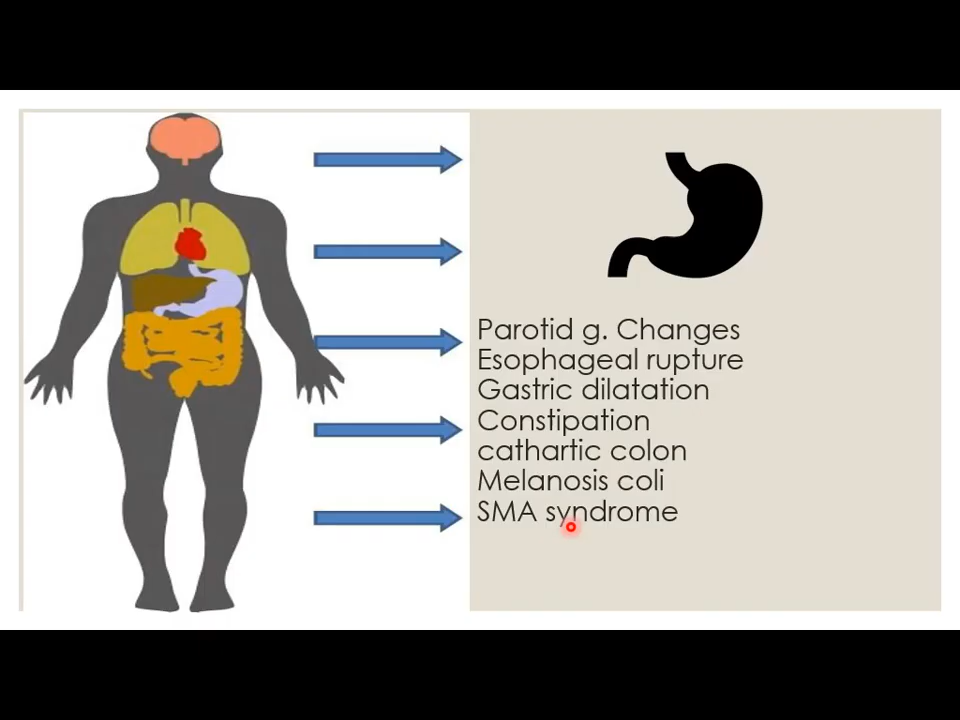 Parotid g. Changes
Esophageal rupture
Gastric dilatation
Constipation
cathartic colon
Melanosis coli
SMA syndrome